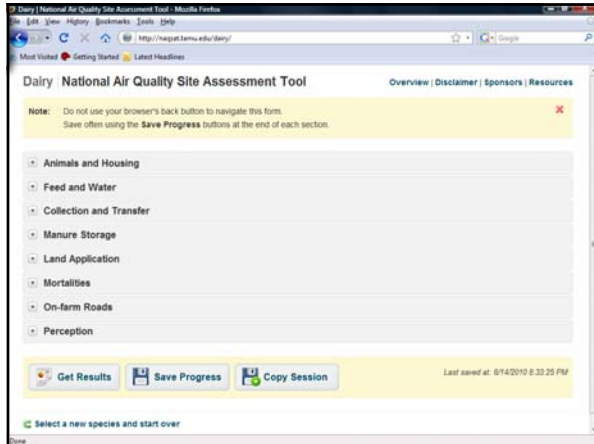 Dairy | National Air Quality Site Assessment Tool - Mozilla Firefox
File Edit View History Bookmarks Tools Help
http://naqsat.tamu.edu/dairy/
Google
Most Visited Getting Started Latest Headlines
Dairy | National Air Quality Site Assessment Tool
Overview | Disclaimer | Sponsors | Resources
Note: Do not use your browser's back button to navigate this form.
Save often using the Save Progress buttons at the end of each section.
Animals and Housing
Feed and Water
Collection and Transfer
Manure Storage
Land Application
Mortalities
On-farm Roads
Perception
Get Results Save Progress Copy Session
Last saved at: 6/14/2010 8:33:25 PM
Select a new species and start over
Done